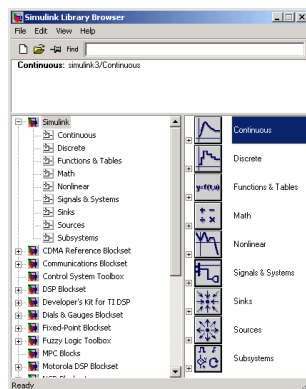 Simulink Library Browser
File Edit View Help
Find
Continuous: simulink3/Continuous
Simulink
Continuous
Discrete
Functions & Tables
Math
Nonlinear
Signals & Systems
Sinks
Sources
Subsystems
CDMA Reference Blockset
Communications Blockset
Control System Toolbox
DSP Blockset
Developer's Kit for TI DSP
Dials & Gauges Blockset
Fixed-Point Blockset
Fuzzy Logic Toolbox
MPC Blocks
Motorola DSP Blockset
Continuous
Discrete
y=f(t,u)
Functions & Tables
Math
Nonlinear
Signals & Systems
Sinks
Sources
Subsystems
Ready